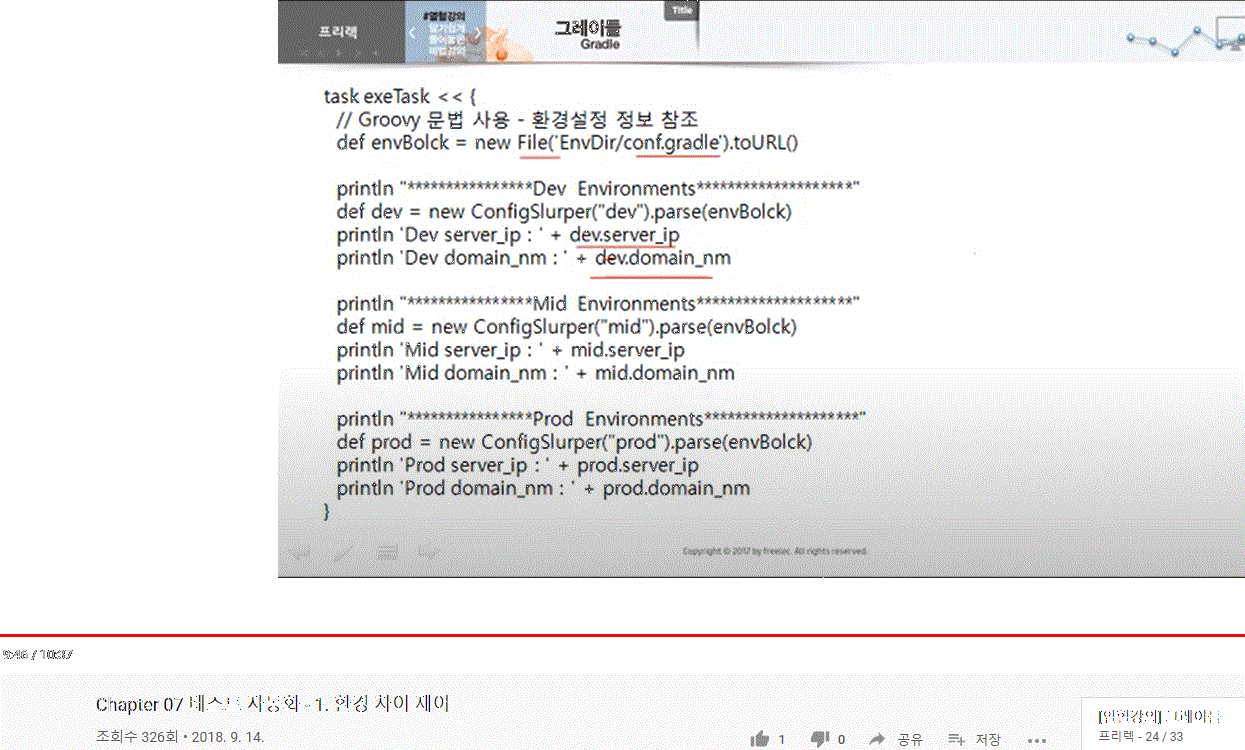 프리렉
#열혈강의
그레이들
Gradle
Title
task exeTask << {
// Groovy 문법 사용 - 환경설정 정보 참조
def envBolck = new File('EnvDir/conf.gradle').toURL()
println "****************Dev Environments********************"
def dev = new ConfigSlurper("dev").parse(envBolck)
println 'Dev server_ip : ' + dev.server_ip
println 'Dev domain_nm : ' + dev.domain_nm
println "****************Mid Environments********************"
def mid = new ConfigSlurper("mid").parse(envBolck)
println 'Mid server_ip : ' + mid.server_ip
println 'Mid domain_nm : ' + mid.domain_nm
println "****************Prod Environments********************"
def prod = new ConfigSlurper("prod").parse(envBolck)
println 'Prod server_ip : ' + prod.server_ip
println 'Prod domain_nm : ' + prod.domain_nm
}
Copyright © 2017 by freelec. All rights reserved.
9:46 / 10:37
Chapter 07 테스트 자동화 - 1. 환경 차이 제어
조회수 326회 • 2018. 9. 14.
1
0
공유
저장
[열혈강의] 그레이들
프리렉 - 24 / 33